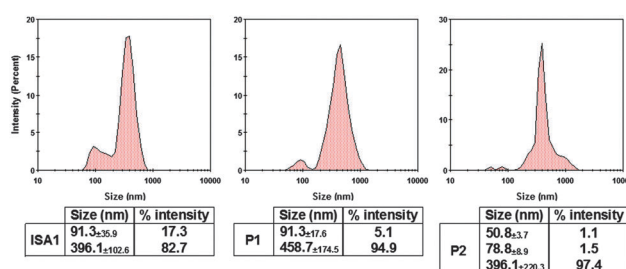 20 20 30
15 15
20
Intensity (Percent)
10 10
10
5 5
0 0 0
10 100 1000 10000 10 100 1000 10000 10 100 1000 10000
Size (nm) Size (nm) Size (nm)
Size (nm) % intensity Size (nm) % intensity Size (nm) % intensity
ISA1 91.3±35.9 17.3 P1 91.3±17.6 5.1 P2 50.8±3.7 1.1
396.1±102.6 82.7 458.7±174.5 94.9 78.8±8.9 1.5
396.1±220.3 97.4